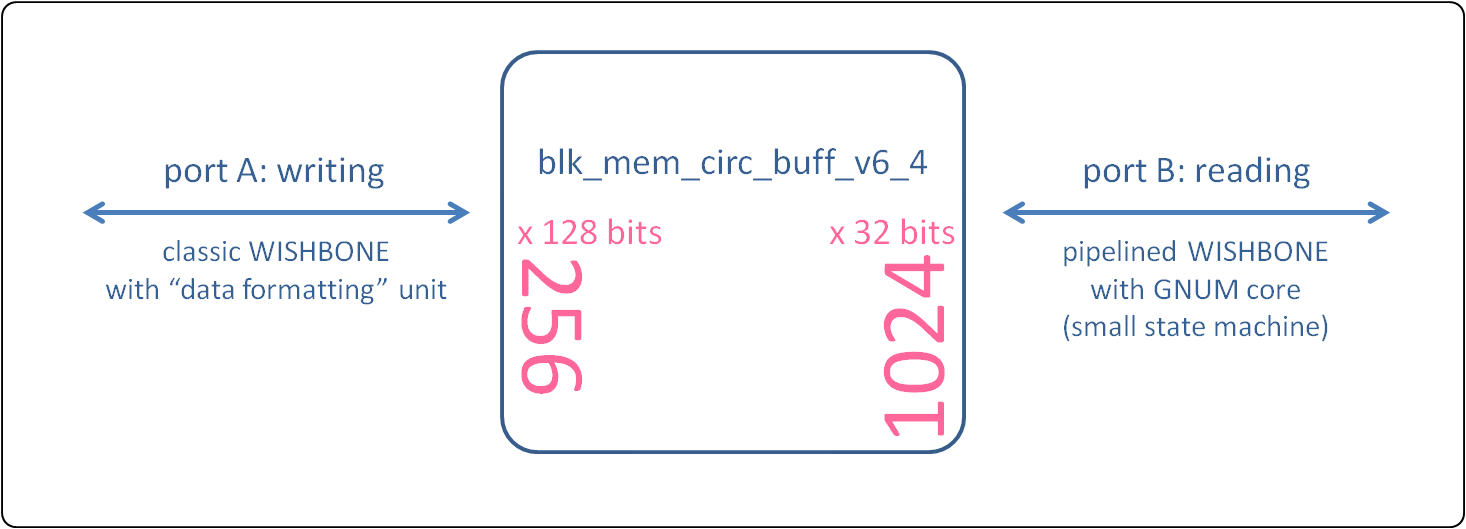 port A: writing
classic WISHBONE
with “data formatting” unit
blk_mem_circ_buff_v6_4
x 128 bits
256
x 32 bits
1024
port B: reading
pipelined WISHBONE
with GNUM core
(small state machine)